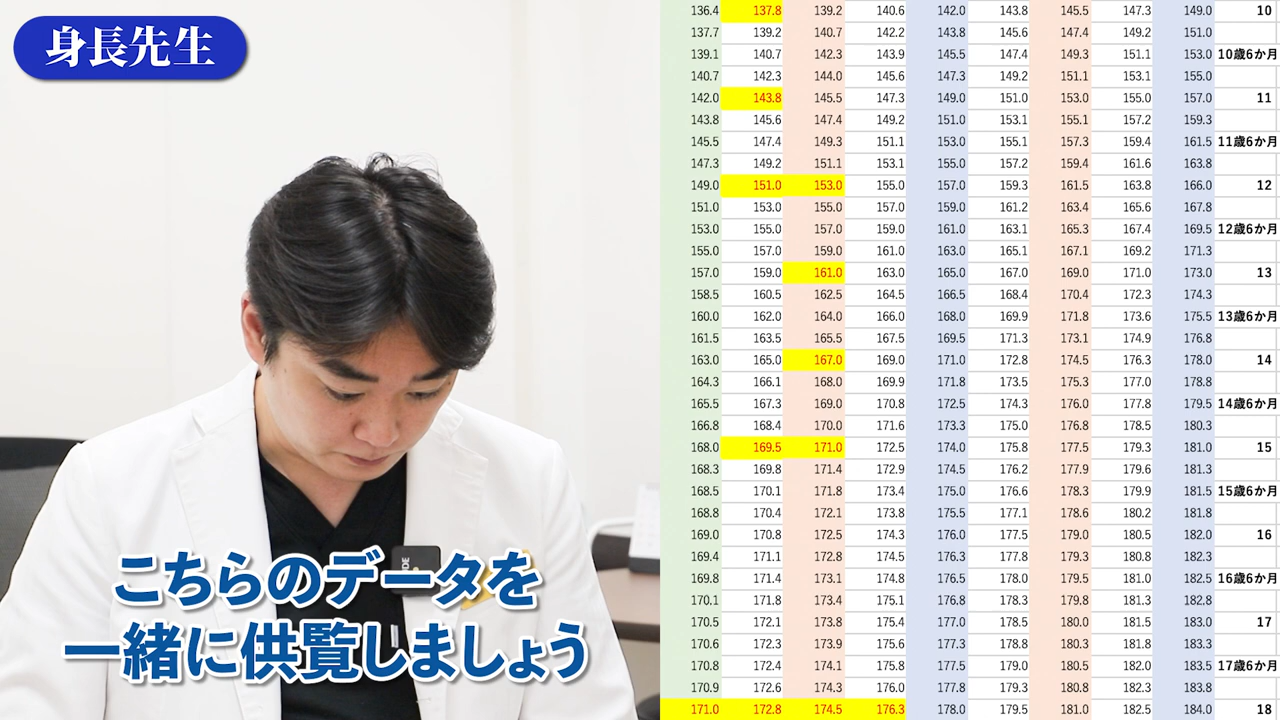 身長先生
こちらのデータを
一緒に供覧しましょう
136.4 137.8 139.2 140.6 142.0 143.8 145.5 147.3 149.0 10
137.7 139.2 140.7 142.2 143.8 145.6 147.4 149.2 151.0
139.1 140.7 142.3 143.9 145.5 147.4 149.3 151.1 153.0 10歳6か月
140.7 142.3 144.0 145.6 147.3 149.2 151.1 153.1 155.0
142.0 143.8 145.5 147.3 149.0 151.0 153.0 155.0 157.0 11
143.8 145.6 147.4 149.2 151.0 153.1 155.1 157.2 159.3
145.5 147.4 149.3 151.1 153.0 155.1 157.3 159.4 161.5 11歳6か月
147.3 149.2 151.1 153.1 155.0 157.2 159.4 161.6 163.8
149.0 151.0 153.0 155.0 157.0 159.3 161.5 163.8 166.0 12
151.0 153.0 155.0 157.0 159.0 161.2 163.4 165.6 167.8
153.0 155.0 157.0 159.0 161.0 163.1 165.3 167.4 169.5 12歳6か月
155.0 157.0 159.0 161.0 163.0 165.1 167.1 169.2 171.3
157.0 159.0 161.0 163.0 165.0 167.0 169.0 171.0 173.0 13
158.5 160.5 162.5 164.5 166.5 168.4 170.4 172.3 174.3
160.0 162.0 164.0 166.0 168.0 169.9 171.8 173.6 175.5 13歳6か月
161.5 163.5 165.5 167.5 169.5 171.3 173.1 174.9 176.8
163.0 165.0 167.0 169.0 171.0 172.8 174.5 176.3 178.0 14
164.3 166.1 168.0 169.9 171.8 173.5 175.3 177.0 178.8
165.5 167.3 169.0 170.8 172.5 174.3 176.0 177.8 179.5 14歳6か月
166.8 168.4 170.0 171.6 173.3 175.0 176.8 178.5 180.3
168.0 169.5 171.0 172.5 174.0 175.8 177.5 179.3 181.0 15
168.3 169.8 171.4 172.9 174.5 176.2 177.9 179.6 181.3
168.5 170.1 171.8 173.4 175.0 176.6 178.3 179.9 181.5 15歳6か月
168.8 170.4 172.1 173.8 175.5 177.1 178.6 180.2 181.8
169.0 170.8 172.5 174.3 176.0 177.5 179.0 180.5 182.0 16
169.4 171.1 172.8 174.5 176.3 177.8 179.3 180.8 182.3
169.8 171.4 173.1 174.8 176.5 178.0 179.5 181.0 182.5 16歳6か月
170.1 171.8 173.4 175.1 176.8 178.3 179.8 181.3 182.8
170.5 172.1 173.8 175.4 177.0 178.5 180.0 181.5 183.0 17
170.6 172.3 173.9 175.6 177.3 178.8 180.3 181.8 183.3
170.8 172.4 174.1 175.8 177.5 179.0 180.5 182.0 183.5 17歳6か月
170.9 172.6 174.3 176.0 177.8 179.3 180.8 182.3 183.8
171.0 172.8 174.5 176.3 178.0 179.5 181.0 182.5 184.0 18